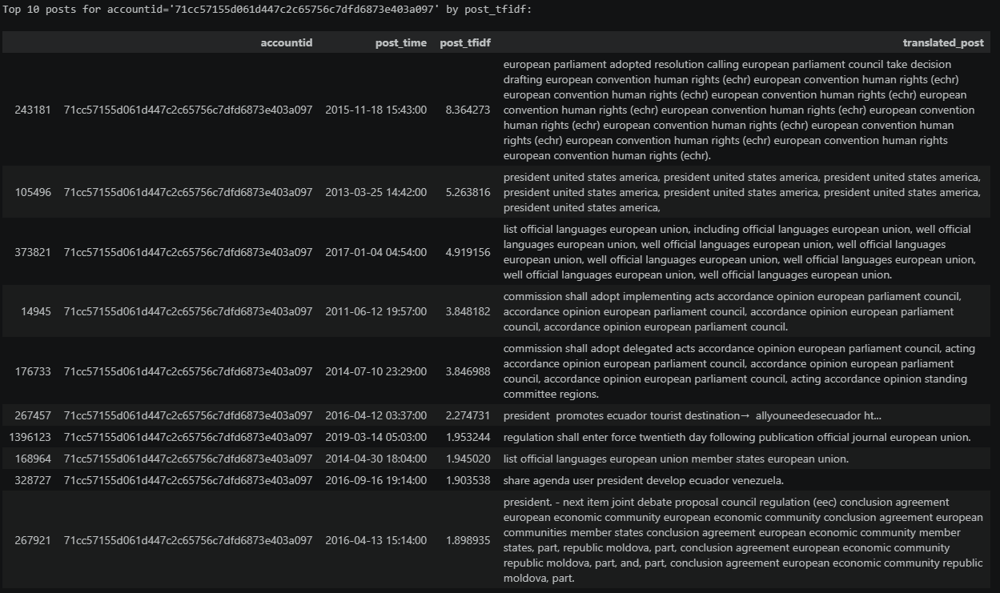 Top 10 posts for accountid='71cc57155d061d447c2c65756c7dfd6873e403a097' by post_tfidf:
accountid post_time post_tfidf translated_post
243181 71cc57155d061d447c2c65756c7dfd6873e403a097 2015-11-18 15:43:00 8.364273
european parliament adopted resolution calling european parliament council take decision
drafting european convention human rights (echr) european convention human rights (echr)
european convention human rights (echr) european convention human rights (echr) european
convention human rights (echr) european convention human rights (echr) european convention
human rights (echr) european convention human rights (echr) european convention human
rights (echr) european convention human rights (echr) european convention human rights
european convention human rights (echr).
105496 71cc57155d061d447c2c65756c7dfd6873e403a097 2013-03-25 14:42:00 5.263816
president united states america, president united states america, president united states america,
president united states america, president united states america, president united states america,
president united states america,
373821 71cc57155d061d447c2c65756c7dfd6873e403a097 2017-01-04 04:54:00 4.919156
list official languages european union, including official languages european union, well official
languages european union, well official languages european union, well official languages
european union, well official languages european union, well official languages european union,
well official languages european union, well official languages european union.
14945 71cc57155d061d447c2c65756c7dfd6873e403a097 2011-06-12 19:57:00 3.848182
commission shall adopt implementing acts accordance opinion european parliament council,
accordance opinion european parliament council, accordance opinion european parliament
council, accordance opinion european parliament council.
176733 71cc57155d061d447c2c65756c7dfd6873e403a097 2014-07-10 23:29:00 3.846988
commission shall adopt delegated acts accordance opinion european parliament council, acting
accordance opinion european parliament council, accordance opinion european parliament
council, accordance opinion european parliament council, acting accordance opinion standing
committee regions.
267457 71cc57155d061d447c2c65756c7dfd6873e403a097 2016-04-12 03:37:00 2.274731 president promotes ecuador tourist destination→ allyouneedesecuador ht...
1396123 71cc57155d061d447c2c65756c7dfd6873e403a097 2019-03-14 05:03:00 1.953244 regulation shall enter force twentieth day following publication official journal european union.
168964 71cc57155d061d447c2c65756c7dfd6873e403a097 2014-04-30 18:04:00 1.945020 list official languages european union member states european union.
328727 71cc57155d061d447c2c65756c7dfd6873e403a097 2016-09-16 19:14:00 1.903538 share agenda user president develop ecuador venezuela.
267921 71cc57155d061d447c2c65756c7dfd6873e403a097 2016-04-13 15:14:00 1.898935
president. - next item joint debate proposal council regulation (eec) conclusion agreement
european economic community european economic community conclusion agreement european
communities member states conclusion agreement european economic community member
states, part, republic moldova, part, conclusion agreement european economic community
republic moldova, part, and, part, conclusion agreement european economic community republic
moldova, part.